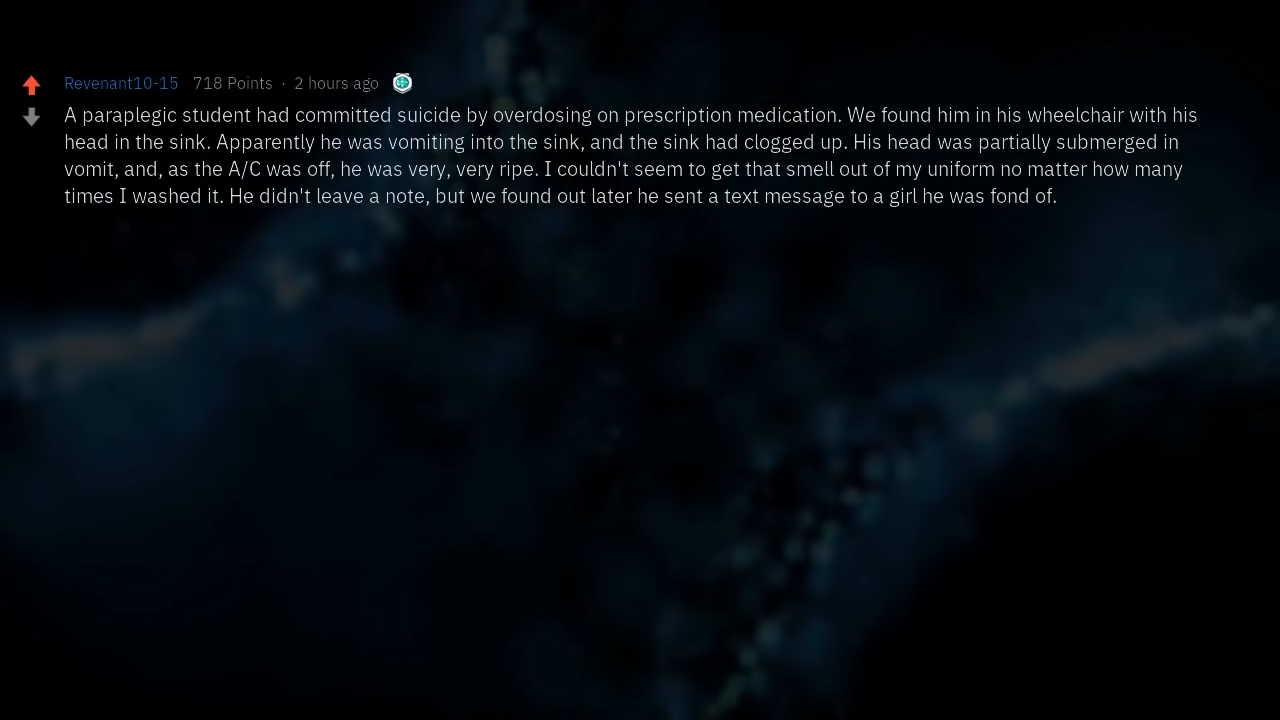 Revenant10-15 718 Points · 2 hours ago
A paraplegic student had committed suicide by overdosing on prescription medication. We found him in his wheelchair with his
head in the sink. Apparently he was vomiting into the sink, and the sink had clogged up. His head was partially submerged in
vomit, and, as the A/C was off, he was very, very ripe. I couldn't seem to get that smell out of my uniform no matter how many
times I washed it. He didn't leave a note, but we found out later he sent a text message to a girl he was fond of.